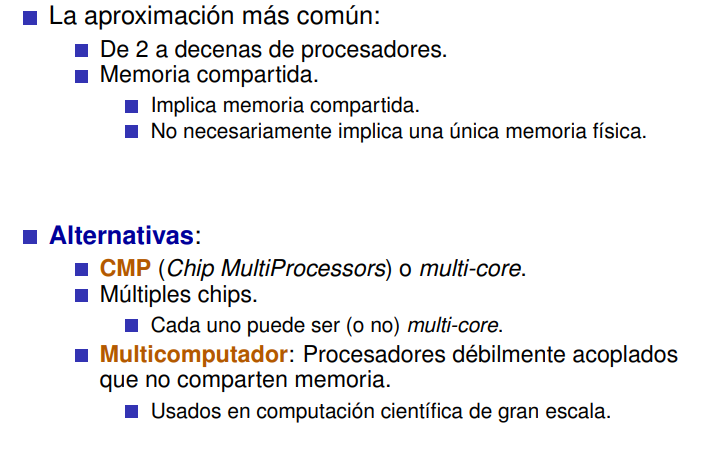 La aproximación más común:
De 2 a decenas de procesadores.
Memoria compartida.
Implica memoria compartida.
No necesariamente implica una única memoria física.
Alternativas:
CMP (Chip MultiProcessors) o multi-core.
Múltiples chips.
Cada uno puede ser (o no) multi-core.
Multicomputador: Procesadores débilmente acoplados
que no comparten memoria.
Usados en computación científica de gran escala.